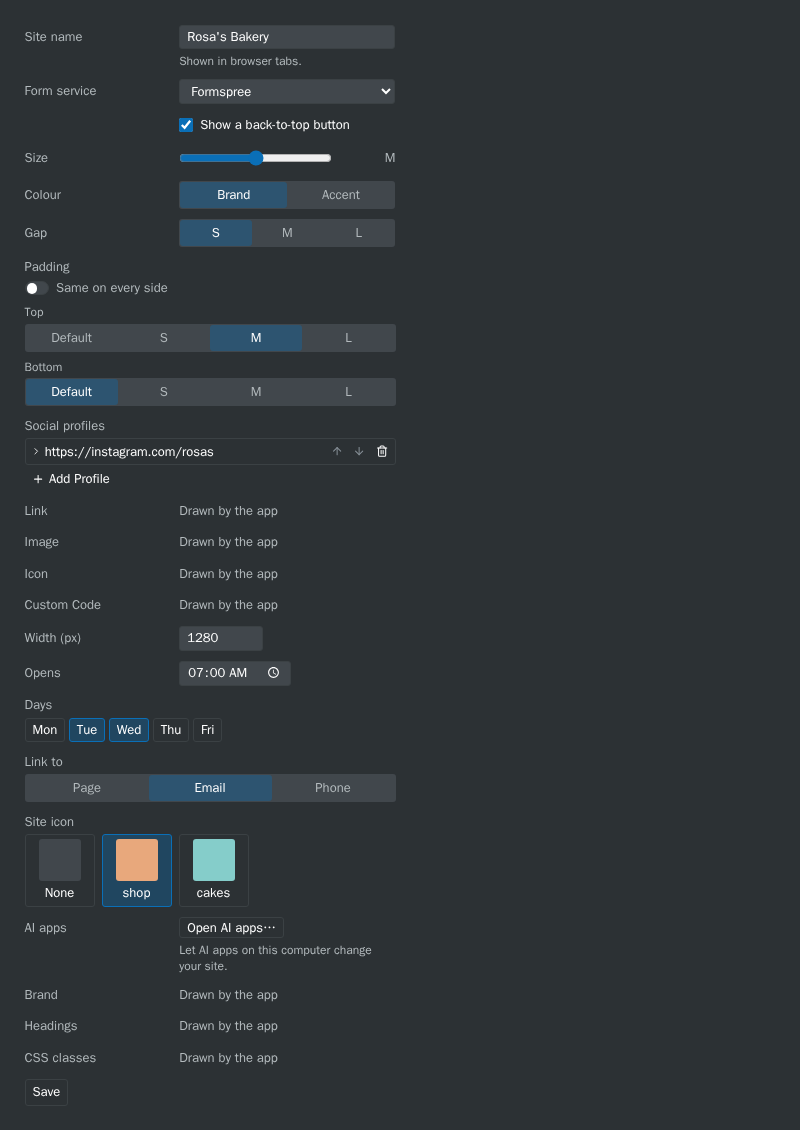 Site name
Rosa's Bakery
Shown in browser tabs.
Form service
Formspree
Show a back-to-top button
Size
M
Colour
Brand Accent
Gap
S M L
Padding
Same on every side
Top
Default S M L
Bottom
Default S M L
Social profiles
https://instagram.com/rosas
Add Profile
Link Drawn by the app
Image Drawn by the app
Icon Drawn by the app
Custom Code Drawn by the app
Width (px) 1280
Opens 07:00 AM
Days
Mon Tue Wed Thu Fri
Link to
Page Email Phone
Site icon
None shop cakes
AI apps Open AI apps···
Let AI apps on this computer change
your site.
Brand Drawn by the app
Headings Drawn by the app
CSS classes Drawn by the app
Save